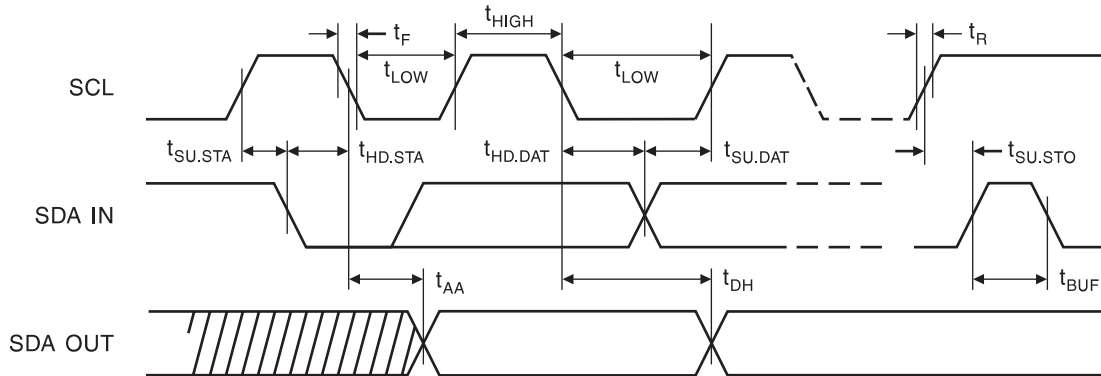 tHIGH
tF
tR
tLOW
tLOW
SCL
tSU.STA
tHD.STA
tHD.DAT
tSU.DAT
tSU.STO
SDA IN
tAA
tDH
tBUF
SDA OUT